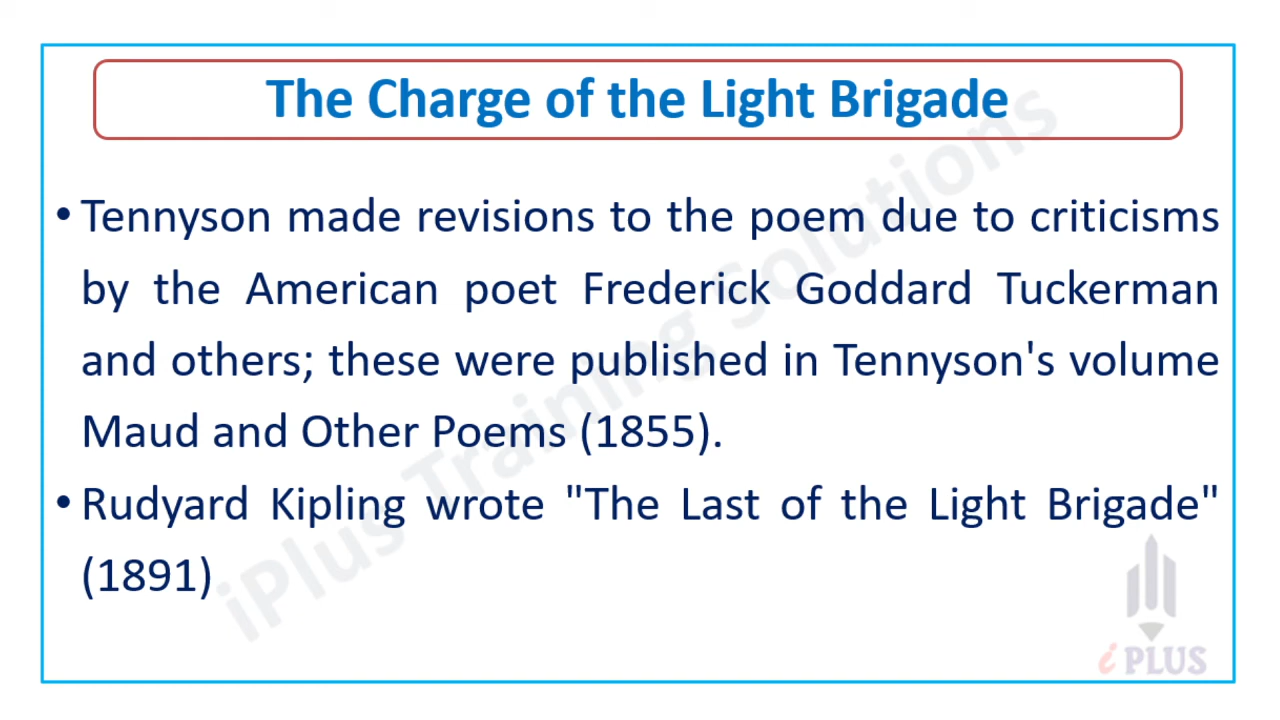 The Charge of the Light Brigade
• Tennyson made revisions to the poem due to criticisms
by the American poet Frederick Goddard Tuckerman
and others; these were published in Tennyson's volume
Maud and Other Poems (1855).
• Rudyard Kipling wrote "The Last of the Light Brigade"
(1891)
iPlus Training Solutions
i PLUS